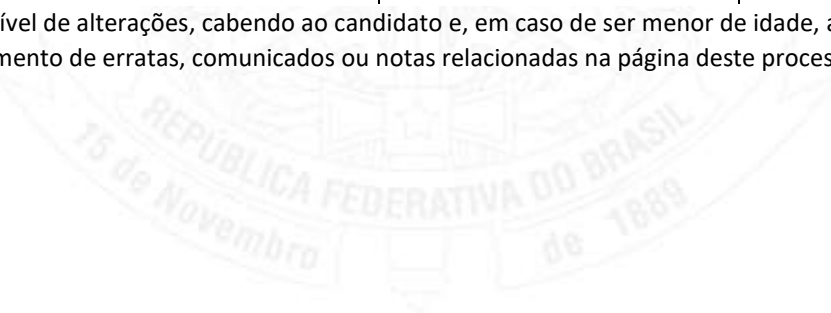 ível de alterações, cabendo ao candidato e, em caso de ser menor de idade, a
mento de erratas, comunicados ou notas relacionadas na página deste proces
REPÚBLICA FEDERATIVA DO BRASIL
15 de Novembro de 1889